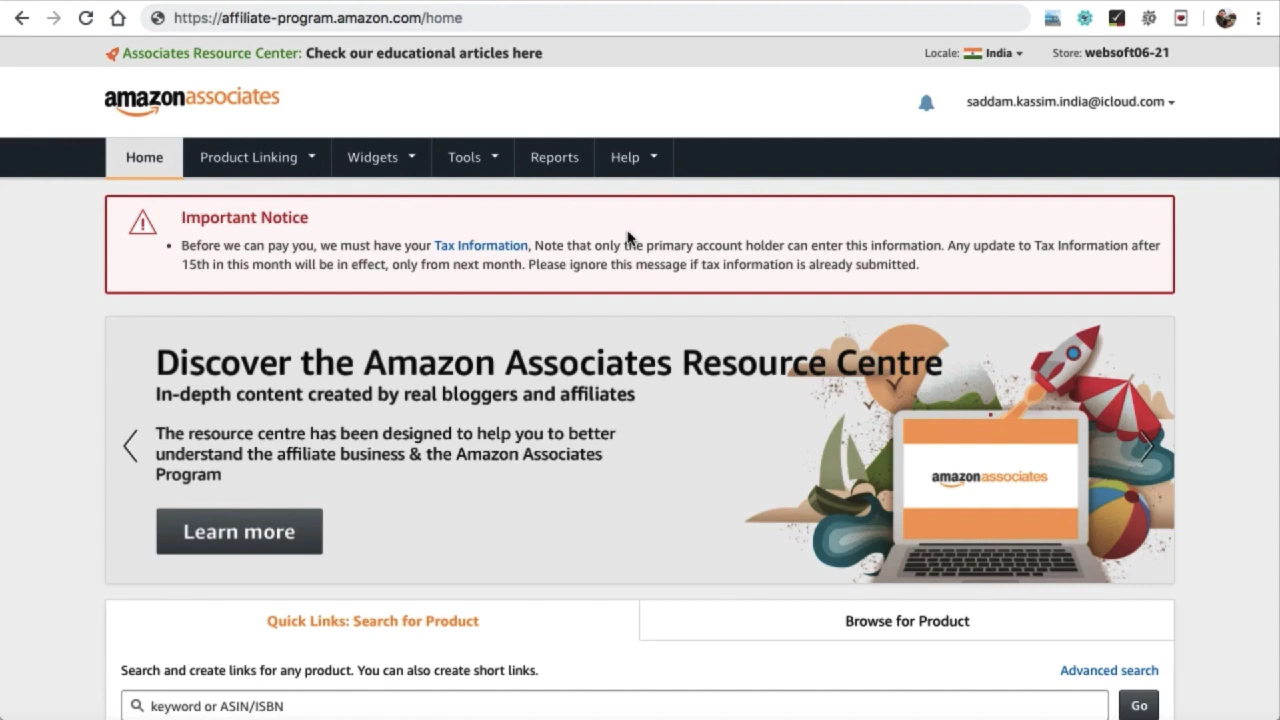 https://affiliate-program.amazon.com/home
Associates Resource Center: Check our educational articles here
Locale: India
Store: websoft06-21
amazonassociates
saddam.kassim.india@icloud.com
Home
Product Linking
Widgets
Tools
Reports
Help
Important Notice
• Before we can pay you, we must have your Tax Information, Note that only the primary account holder can enter this information. Any update to Tax Information after
15th in this month will be in effect, only from next month. Please ignore this message if tax information is already submitted.
Discover the Amazon Associates Resource Centre
In-depth content created by real bloggers and affiliates
The resource centre has been designed to help you to better
understand the affiliate business & the Amazon Associates
Program
amazonassociates
Learn more
Quick Links: Search for Product
Browse for Product
Search and create links for any product. You can also create short links.
Advanced search
keyword or ASIN/ISBN
Go